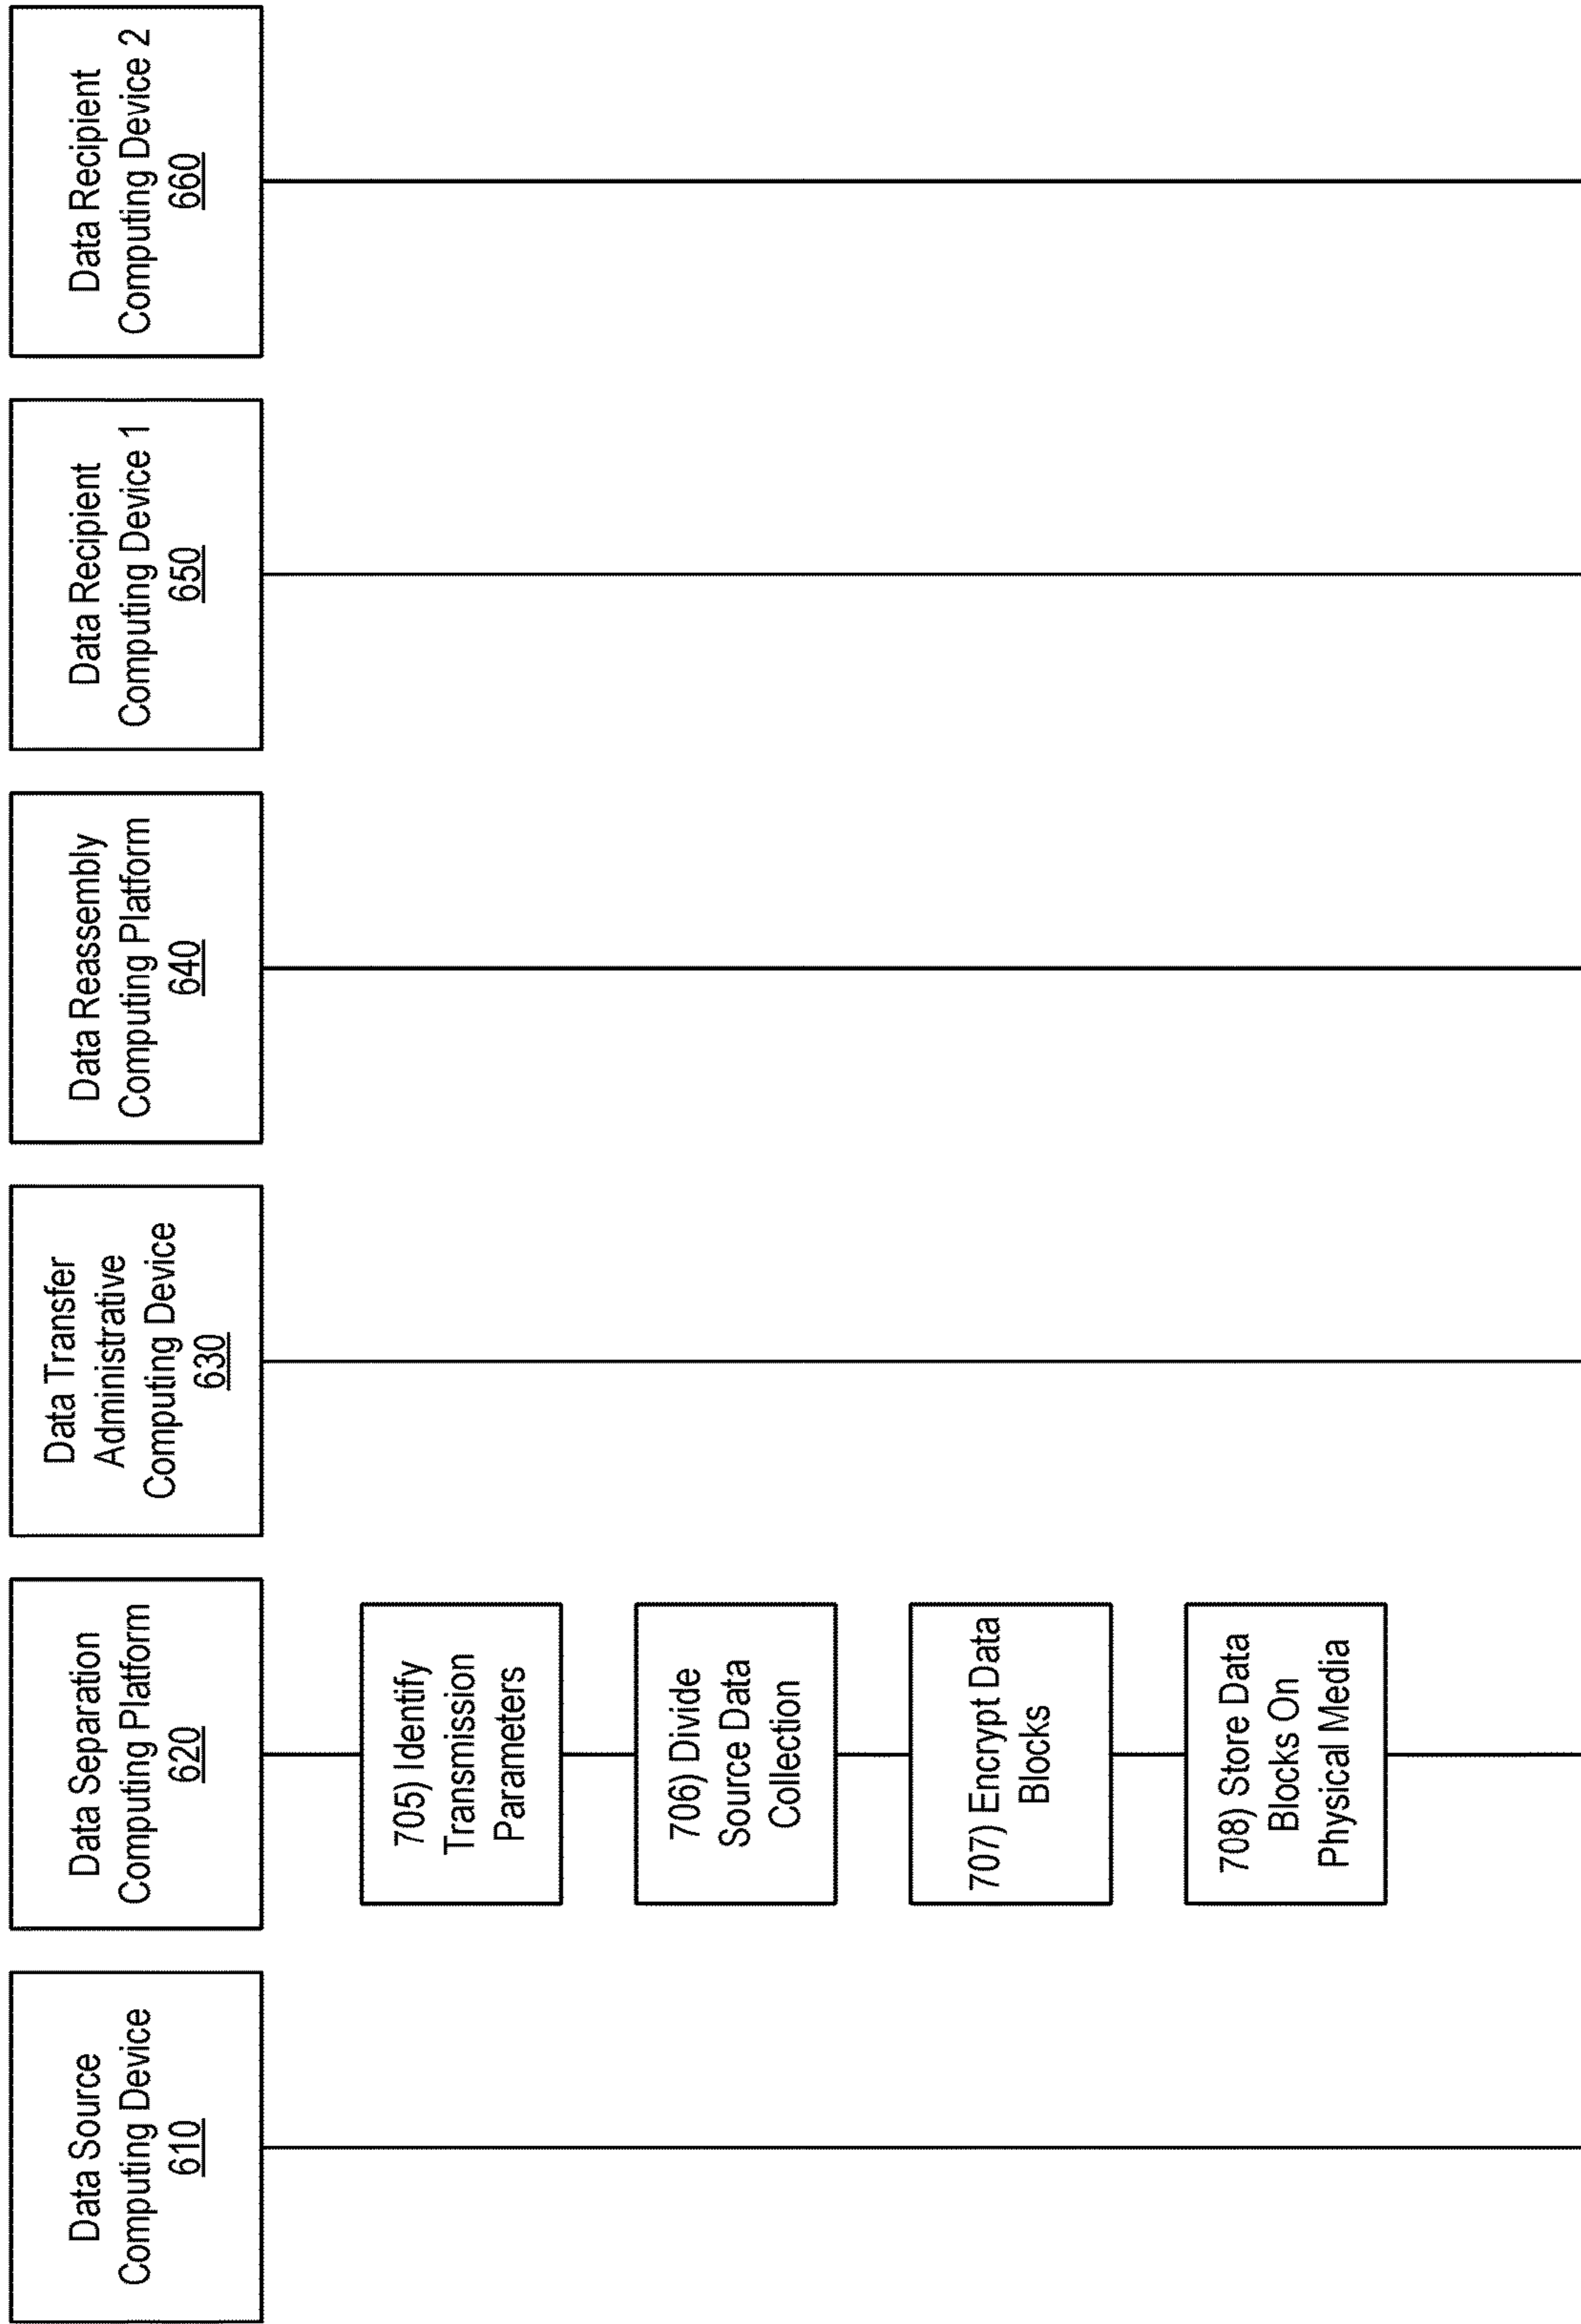 Data Source
Computing Device
610
Data Separation
Computing Platform
620
Data Transfer
Administrative
Computing Device
630
Data Reassembly
Computing Platform
640
Data Recipient
Computing Device 1
650
Data Recipient
Computing Device 2
660
705) Identify
Transmission
Parameters
706) Divide
Source Data
Collection
707) Encrypt Data
Blocks
708) Store Data
Blocks On
Physical Media